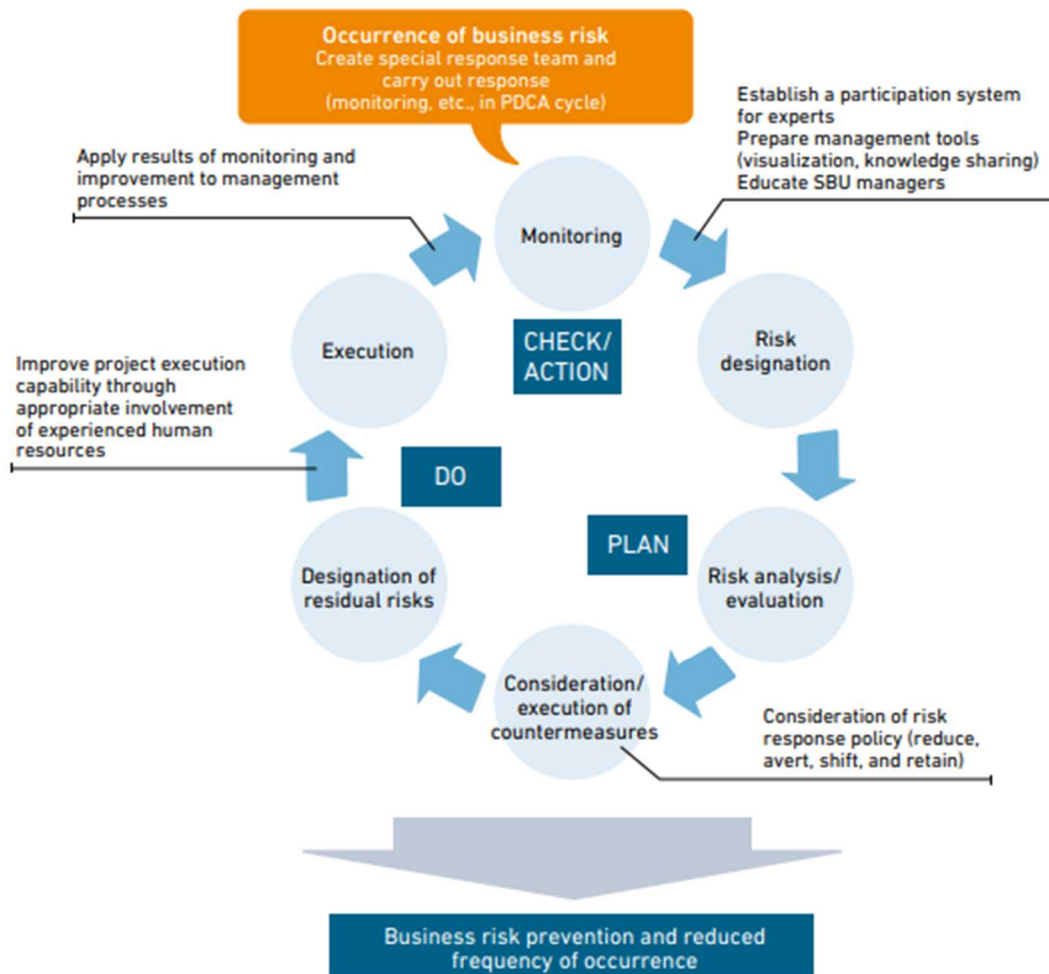 Occurrence of business risk
Create special response team and
carry out response
(monitoring, etc., in PDCA cycle)
Establish a participation system
for experts
Prepare management tools
(visualization, knowledge sharing)
Educate SBU managers
Apply results of monitoring and
improvement to management
processes
Monitoring
Execution
CHECK/
ACTION
Risk
designation
Improve project execution
capability through
appropriate involvement
of experienced human
resources
DO
PLAN
Designation of
residual risks
Risk analysis/
evaluation
Consideration/
execution of
countermeasures
Consideration of risk
response policy (reduce,
avert, shift, and retain)
Business risk prevention and reduced
frequency of occurrence